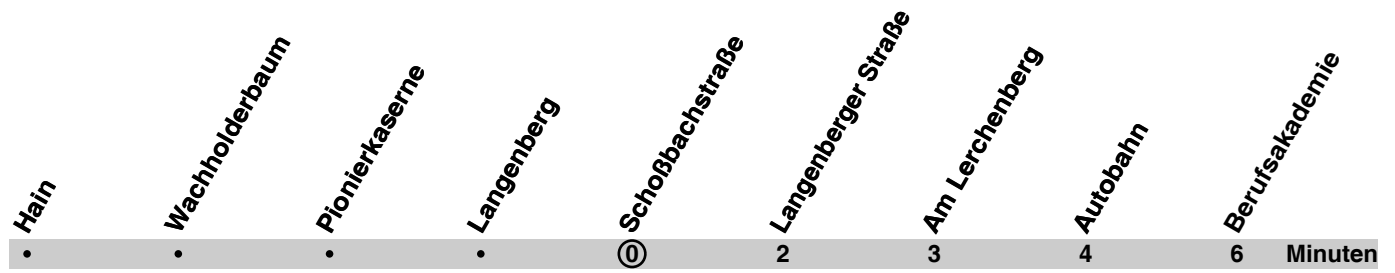 Hain
Wachholderbaum
Pionierkaserne
Langenberg
Schoßbachstraße
Langenberger Straße
Am Lerchenberg
Autobahn
Berufsakademie
• • • • 0 2 3 4 6 Minuten